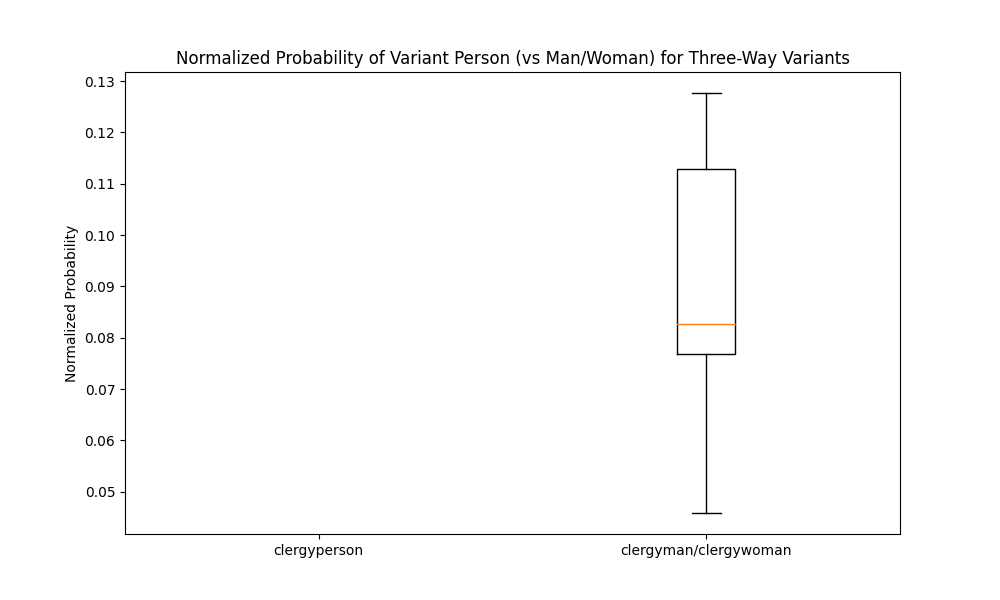 Normalized Probability of Variant Person (vs Man/Woman) for Three-Way Variants
Normalized Probability
0.13
0.12
0.11
0.10
0.09
0.08
0.07
0.06
0.05
clergyperson
clergyman/clergywoman